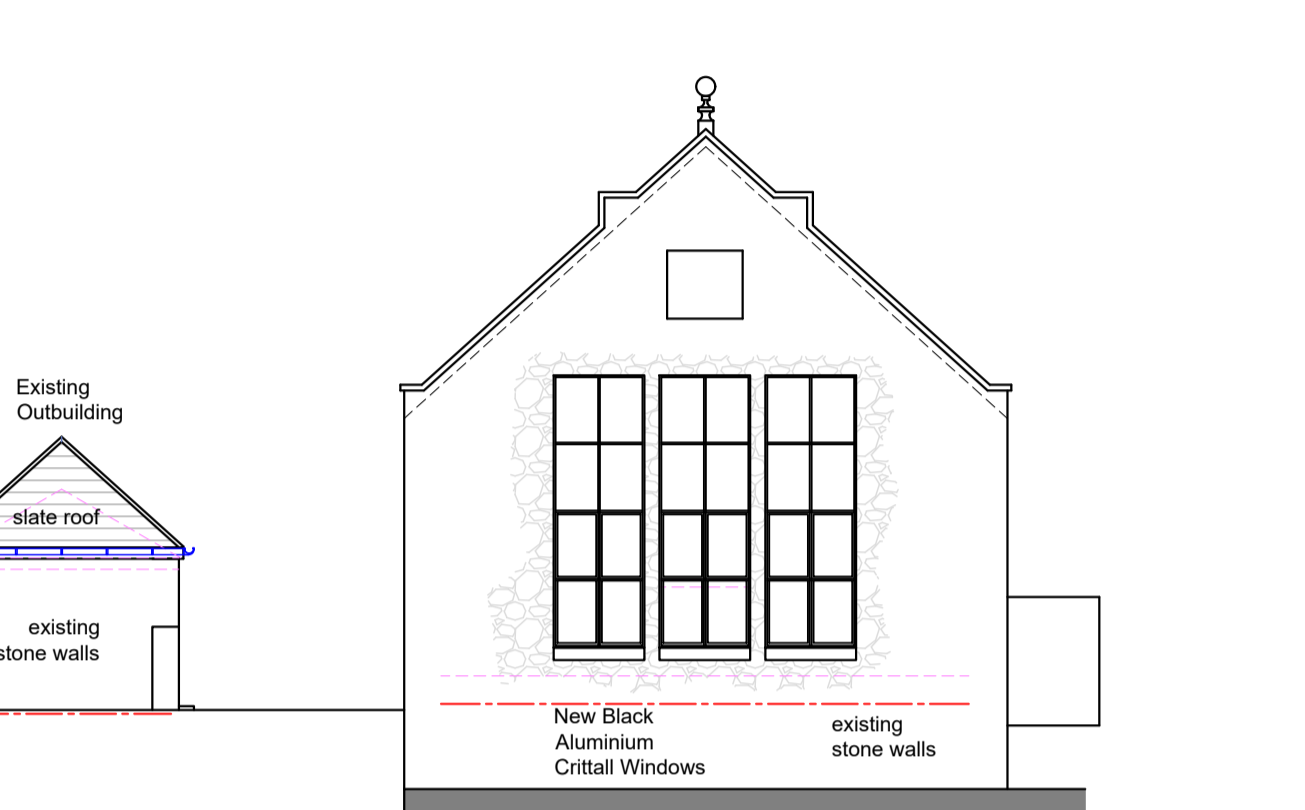 Existing
Outbuilding
slate roof
existing
stone walls
New Black
Aluminium
Crittall Windows
existing
stone walls